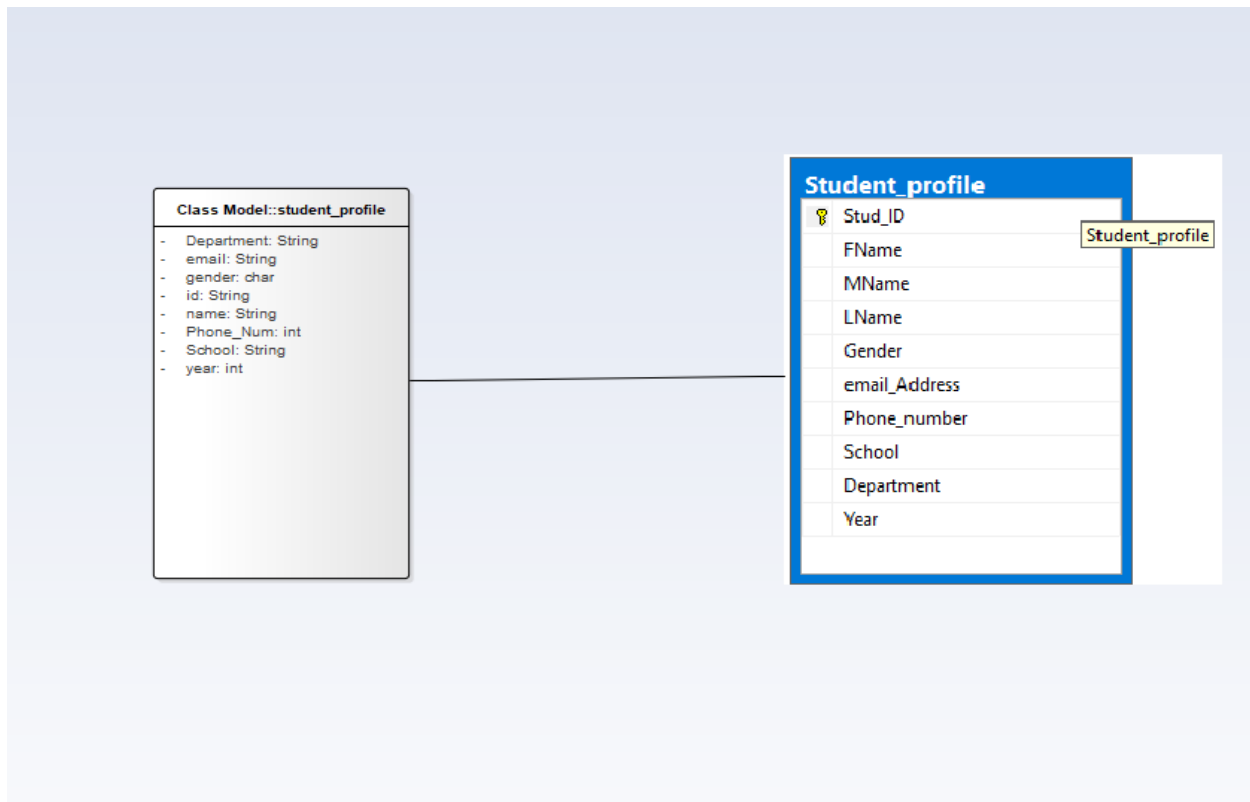 Class Model::student_profile
- Department: String
- email: String
- gender: char
- id: String
- name: String
- Phone_Num: int
- School: String
- year: int
Student_profile
Stud_ID
Student_profile
FName
MName
LName
Gender
email_Address
Phone_number
School
Department
Year